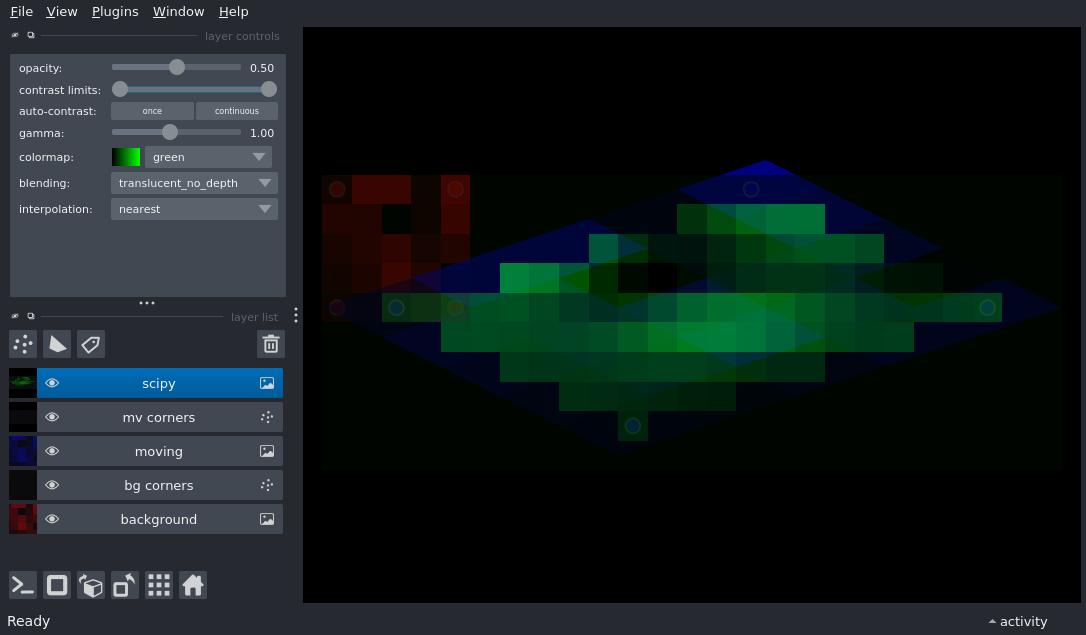 File View Plugins Window Help
layer controls
opacity: 0.50
contrast limits:
auto-contrast: once continuous
gamma: 1.00
colormap: green
blending: translucent_no_depth
interpolation: nearest
layer list
scipy
mv corners
moving
bg corners
background
Ready
activity